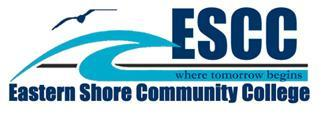 ESCC
where tomorrow begins
Eastern Shore Community College